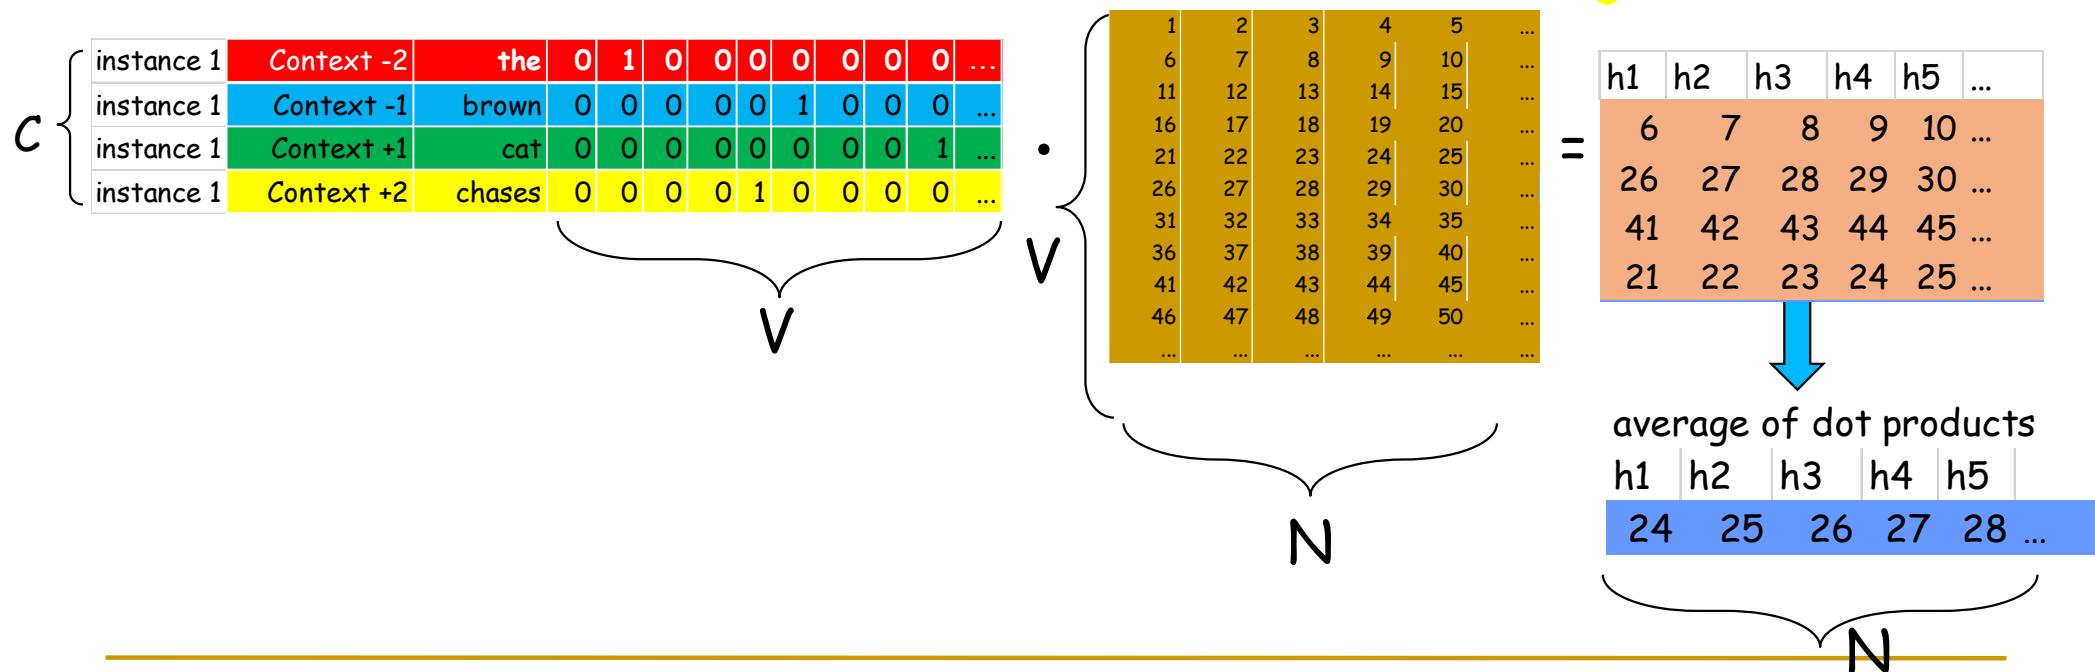 instance 1 Context -2 the 0 1 0 0 0 0 0 0 0 ...
instance 1 Context -1 brown 0 0 0 0 0 1 0 0 0 ...
instance 1 Context +1 cat 0 0 0 0 0 0 0 0 1 ...
instance 1 Context +2 chases 0 0 0 0 1 0 0 0 0 ...
C
V
.
V
1 2 3 4 5 ...
6 7 8 9 10 ...
11 12 13 14 15 ...
16 17 18 19 20 ...
21 22 23 24 25 ...
26 27 28 29 30 ...
31 32 33 34 35 ...
36 37 38 39 40 ...
41 42 43 44 45 ...
46 47 48 49 50 ...
... ... ... ... ... ...
N
=
h1 h2 h3 h4 h5 ...
6 7 8 9 10 ...
26 27 28 29 30 ...
41 42 43 44 45 ...
21 22 23 24 25 ...
average of dot products
h1 h2 h3 h4 h5
24 25 26 27 28 ...
N